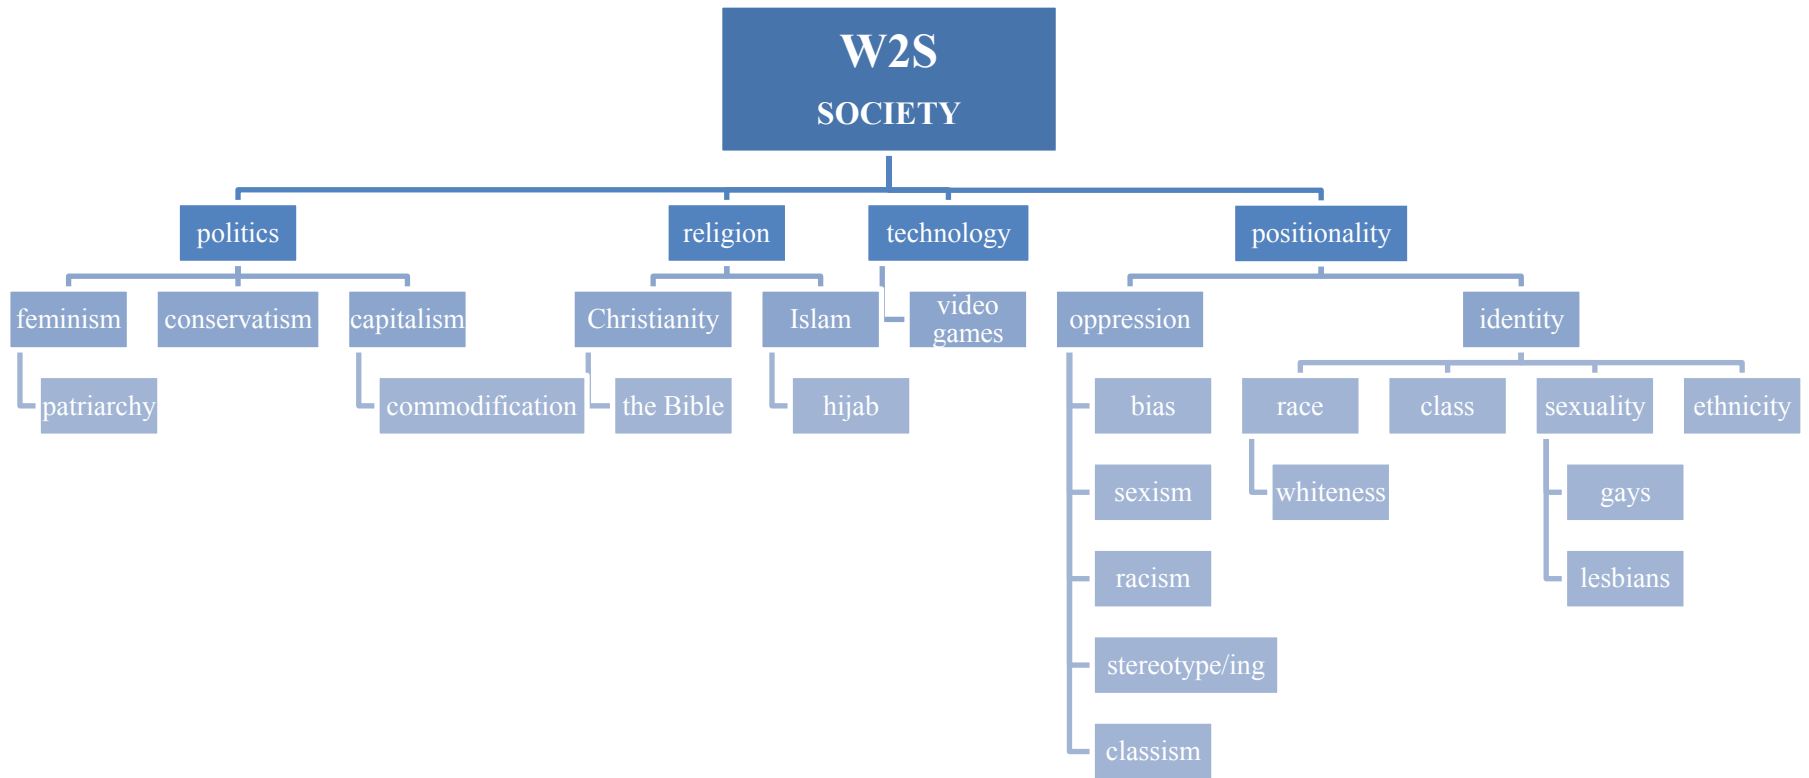 W2S
SOCIETY
politics
religion
technology
positionality
feminism
conservatism
capitalism
Christianity
Islam
video
games
oppression
identity
patriarchy
commodification
the Bible
hijab
bias
race
class
sexuality
ethnicity
sexism
whiteness
gays
racism
lesbians
stereotype/ing
classism